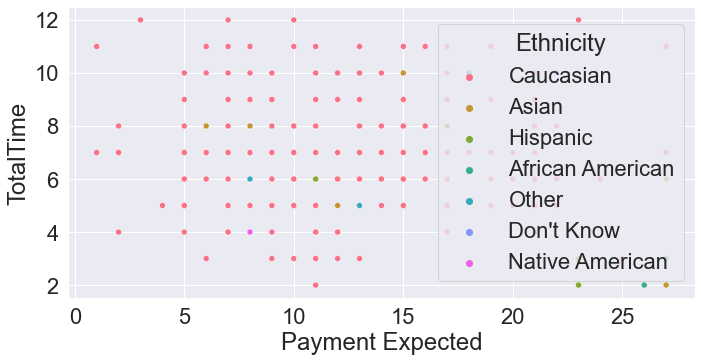 12
10
8
6
4
2
TotalTime
0 5 10 15 20 25
Payment Expected
Ethnicity
Caucasian
Asian
Hispanic
African American
Other
Don't Know
Native American